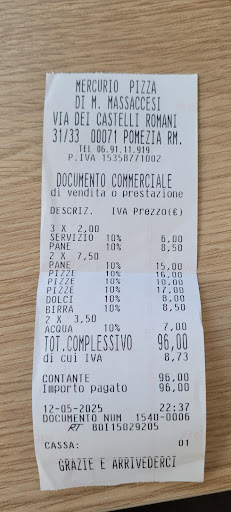 MERCURIO PIZZA
DI M. MASSACCESI
VIA DEI CASTELLI ROMANI
31/33 00071 POMEZIA RM.
TEL 06.91.11.919
P.IVA 15358771002
DOCUMENTO COMMERCIALE
di vendita o prestazione
DESCRIZ. IVA Prezzo(€)
3 X 2,00
SERVIZIO 10% 6,00
PANE 10% 8,50
2 X 7,50
PANE 10% 15,00
PIZZE 10% 16,00
PIZZE 10% 10,00
PIZZE 10% 17,00
DOLCI 10% 8,00
BIRRA 10% 8,50
2 X 3,50
ACQUA 10% 7,00
TOT.COMPLESSIVO 96,00
di cui IVA 8,73
CONTANTE 96,00
Importo pagato 96,00
12-05-2025 22:37
DOCUMENTO NUM 1540-0006
RT 80I15029205
CASSA: 01
GRAZIE E ARRIVEDERCI